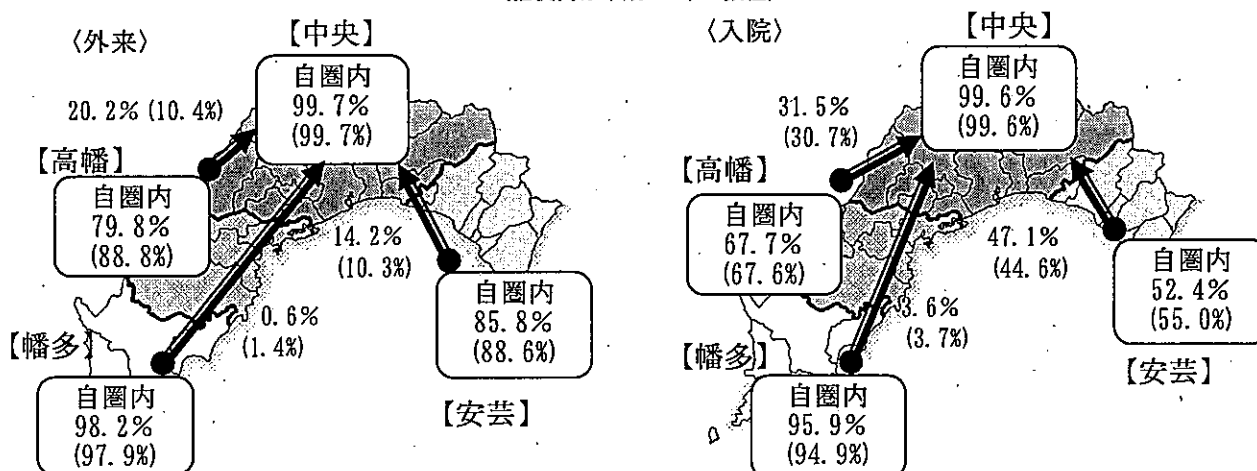 〈外来〉
【中央】
自圏内
99.7%
(99.7%)
20.2% (10.4%)
【高幡】
自圏内
79.8%
(88.8%)
14.2%
(10.3%)
自圏内
85.8%
(88.6%)
【安芸】
0.6%
(1.4%)
【幡多】
自圏内
98.2%
(97.9%)
〈入院〉
【中央】
自圏内
99.6%
(99.6%)
31.5%
(30.7%)
【高幡】
自圏内
67.7%
(67.6%)
47.1%
(44.6%)
自圏内
52.4%
(55.0%)
【安芸】
3.6%
(3.7%)
【幡多】
自圏内
95.9%
(94.9%)